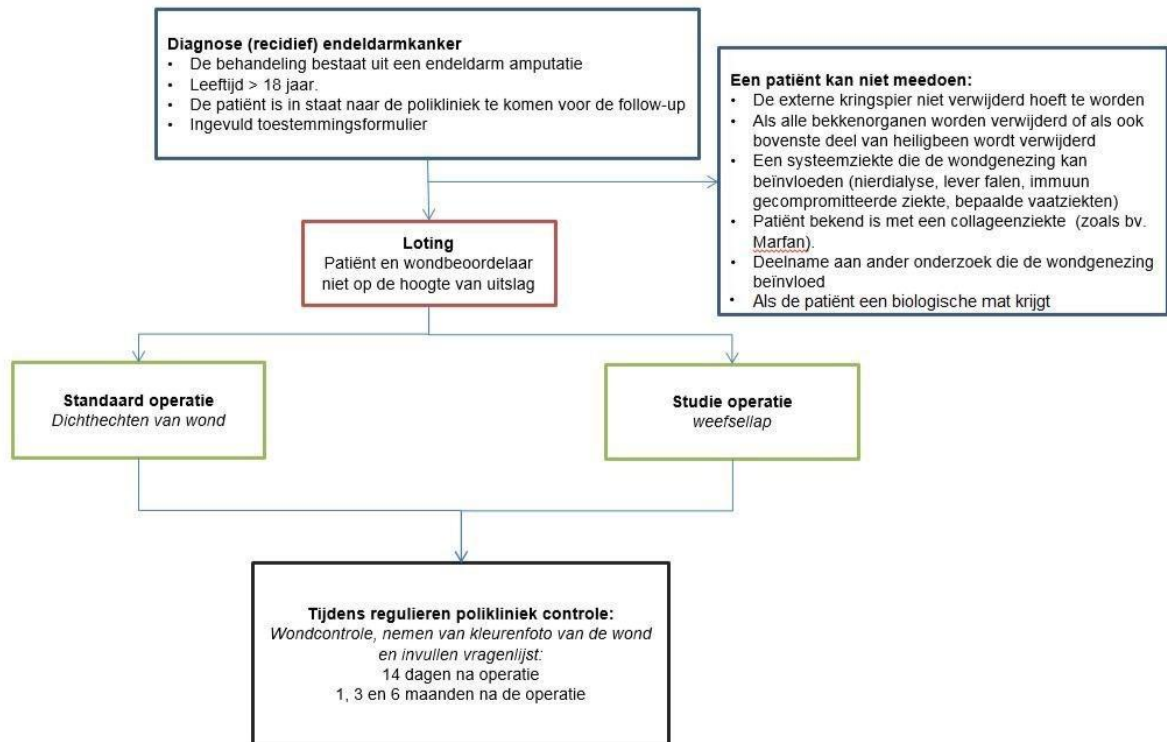 Diagnose (recidief) endeldarmkanker
• De behandeling bestaat uit een endeldarm amputatie
• Leeftijd > 18 jaar.
• De patiënt is in staat naar de polikliniek te komen voor de follow-up
• Ingevuld toestemmingsformulier
Een patiënt kan niet meedoen:
• De externe kringspier niet verwijderd hoeft te worden
• Als alle bekkenorganen worden verwijderd of als ook
bovenste deel van heiligbeen wordt verwijderd
• Een systeemziekte die de wondgenezing kan
beïnvloeden (nierdialyse, lever falen, immuun
gecompromitteerde ziekte, bepaalde vaatziekten)
• Patiënt bekend is met een collageenziekte (zoals bv.
Marfan).
• Deelname aan ander onderzoek die de wondgenezing
beïnvloed
• Als de patiënt een biologische mat krijgt
Loting
Patiënt en wondbeoordelaar
niet op de hoogte van uitslag
Standaard operatie
Dichthechten van wond
Studie operatie
weefsellap
Tijdens regulieren polikliniek controle:
Wondcontrole, nemen van kleurenfoto van de wond
en invullen vragenlijst:
14 dagen na operatie
1, 3 en 6 maanden na de operatie